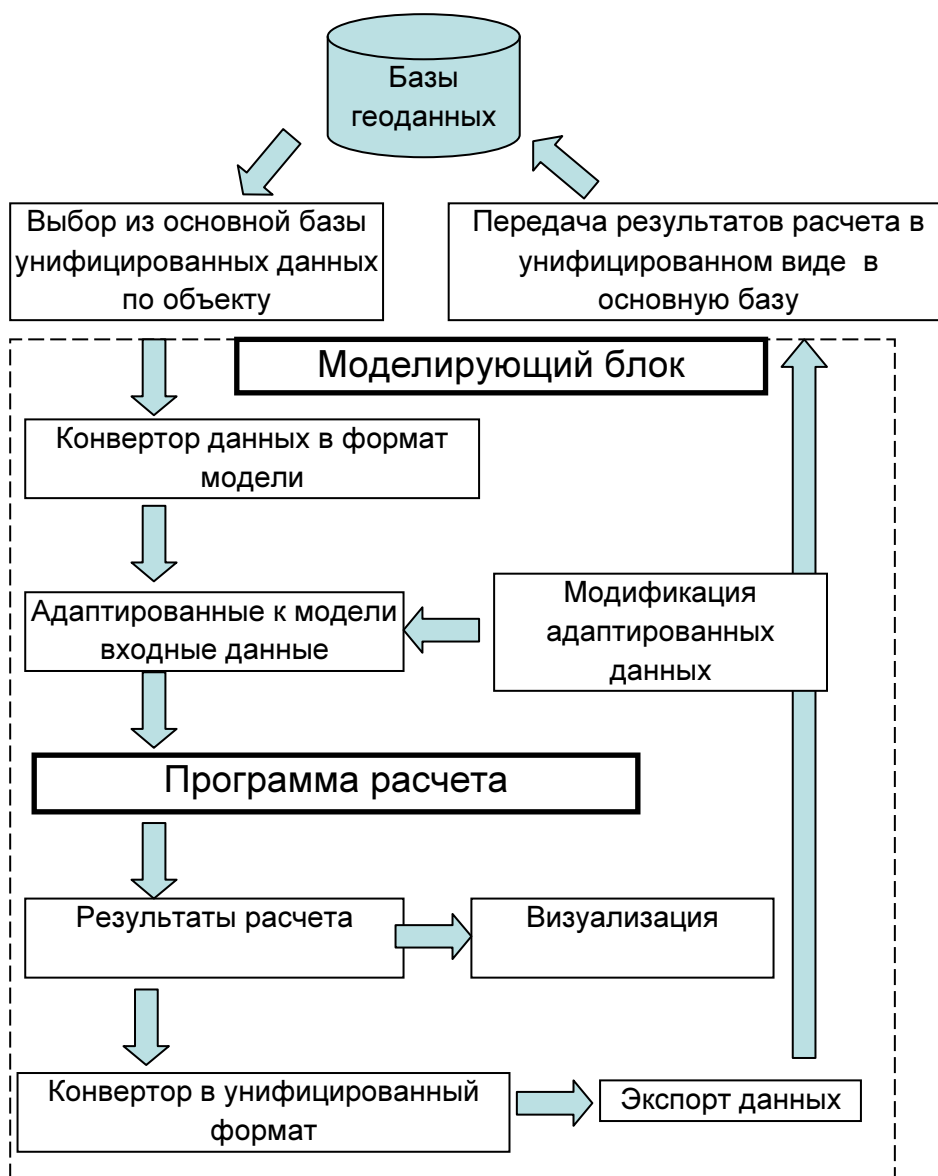 Базы
геоданных
Выбор из основной базы
унифицированных данных
по объекту
Передача результатов расчета в
унифицированном виде в
основную базу
Моделирующий блок
Конвертор данных в формат
модели
Адаптированные к модели
входные данные
Модификация
адаптированных
данных
Программа расчета
Результаты расчета
Визуализация
Конвертор в унифицированный
формат
Экспорт данных